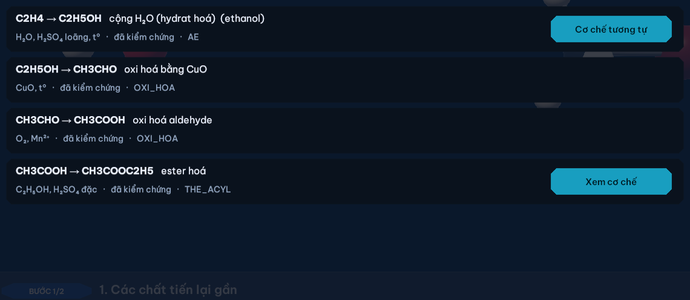 C2H4 → C2H5OH cộng H₂O (hydrat hoá) (ethanol)
H₂O, H₂SO₄ loãng, t° · đã kiểm chứng · AE
Cơ chế tương tự
C2H5OH → CH3CHO oxi hoá bằng CuO
CuO, t° · đã kiểm chứng · OXI_HOA
CH3CHO → CH3COOH oxi hoá aldehyde
O₂, Mn²⁺ · đã kiểm chứng · OXI_HOA
CH3COOH → CH3COOC2H5 ester hoá
C₂H₅OH, H₂SO₄ đặc · đã kiểm chứng · THE_ACYL
Xem cơ chế
BƯỚC 1/2 1. Các chất tiến lại gần